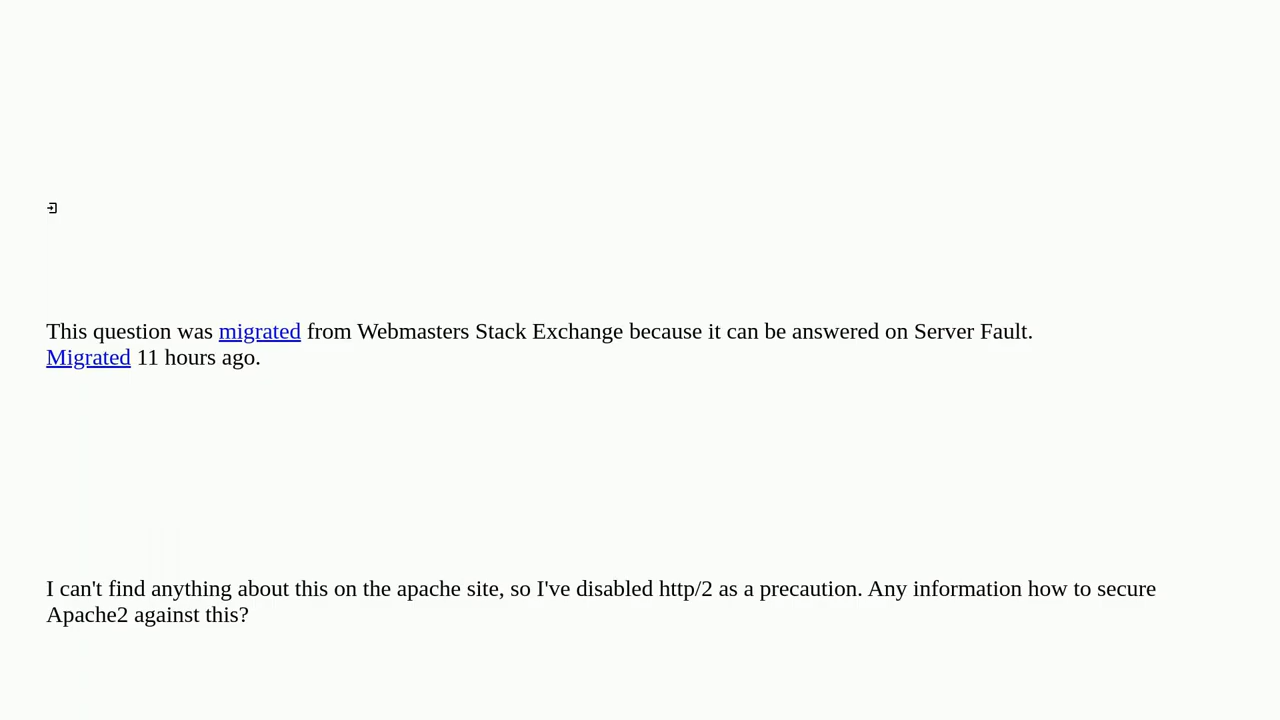 This question was migrated from Webmasters Stack Exchange because it can be answered on Server Fault.
Migrated 11 hours ago.
I can't find anything about this on the apache site, so I've disabled http/2 as a precaution. Any information how to secure
Apache2 against this?